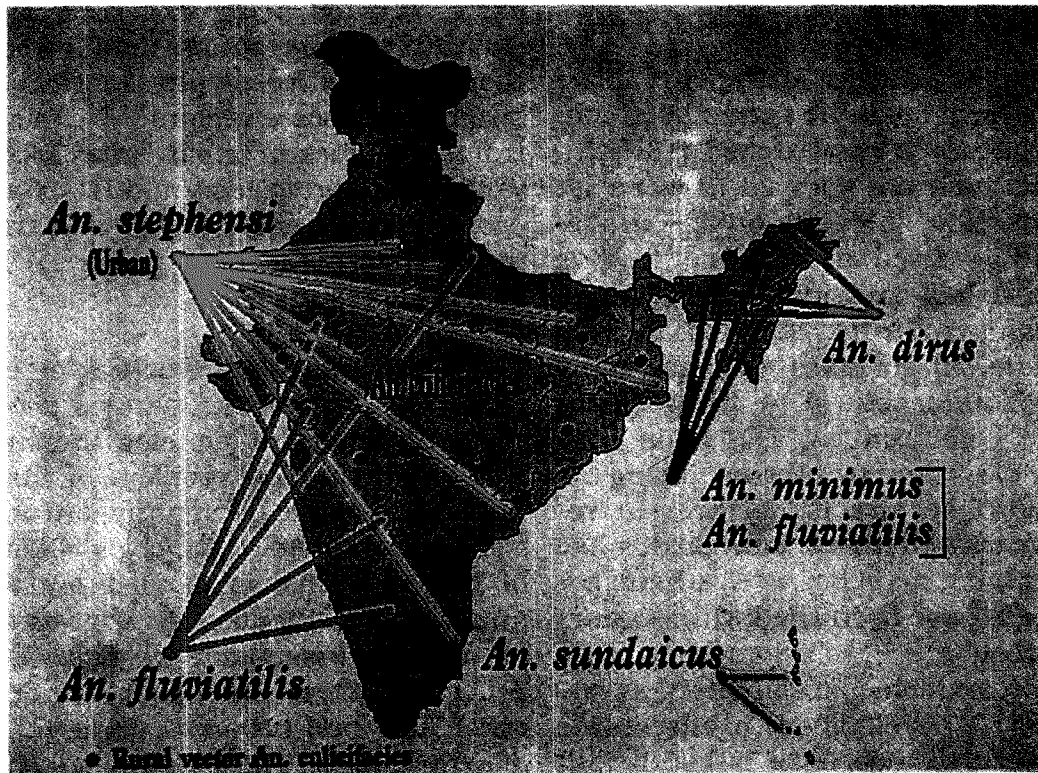 An. stephensi
(Urban)
An. dirus
An. minimus
An. fluviatilis
An. sundaicus
An. fluviatilis
• Rural vector An. culicifacies